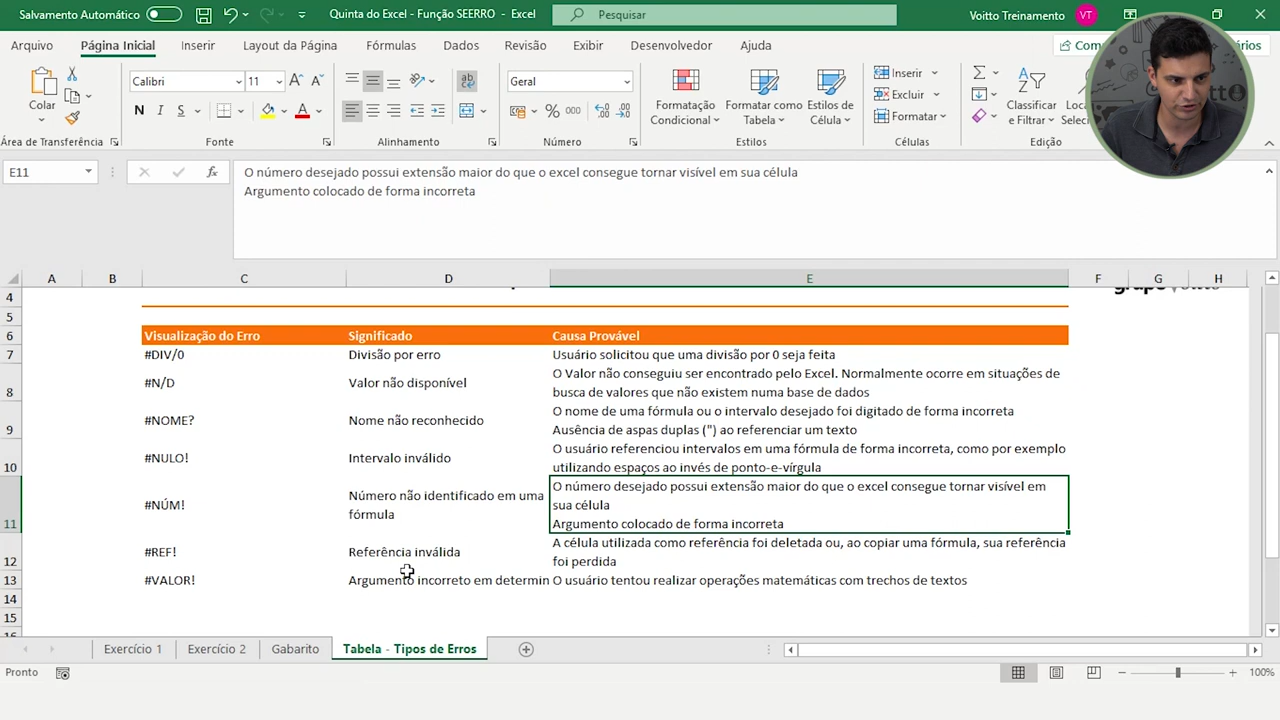 Salvamento Automático
Quinta do Excel - Função SEERRO - Excel
Pesquisar
Voitto Treinamento
VT
Arquivo
Página Inicial
Inserir
Layout da Página
Fórmulas
Dados
Revisão
Exibir
Desenvolvedor
Ajuda
Colar
Calibri
11
N I S
Geral
Formatação
Condicional
Formatar como
Tabela
Estilos de
Célula
Inserir
Excluir
Formatar
Classificar
e Filtrar
Área de Transferência
Fonte
Alinhamento
Número
Estilos
Células
Edição
E11
fx
O número desejado possui extensão maior do que o excel consegue tornar visível em sua célula
Argumento colocado de forma incorreta
A B C D E F G H
4
5
6 Visualização do Erro Significado Causa Provável
7 #DIV/0 Divisão por erro Usuário solicitou que uma divisão por 0 seja feita
8 #N/D Valor não disponível O Valor não conseguiu ser encontrado pelo Excel. Normalmente ocorre em situações de
busca de valores que não existem numa base de dados
9 #NOME? Nome não reconhecido O nome de uma fórmula ou o intervalo desejado foi digitado de forma incorreta
Ausência de aspas duplas (") ao referenciar um texto
10 #NULO! Intervalo inválido O usuário referenciou intervalos em uma fórmula de forma incorreta, como por exemplo
utilizando espaços ao invés de ponto-e-vírgula
11 #NÚM! Número não identificado em uma
fórmula
O número desejado possui extensão maior do que o excel consegue tornar visível em
sua célula
Argumento colocado de forma incorreta
12 #REF! Referência inválida A célula utilizada como referência foi deletada ou, ao copiar uma fórmula, sua referência
foi perdida
13 #VALOR! Argumento incorreto em determin O usuário tentou realizar operações matemáticas com trechos de textos
14
15
16
Exercício 1
Exercício 2
Gabarito
Tabela - Tipos de Erros
Pronto
100%